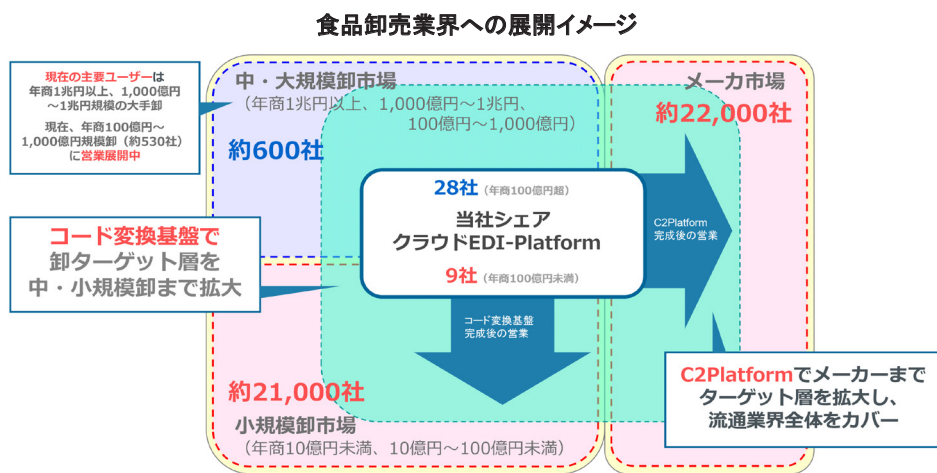 食品卸売業界への展開イメージ
現在の主要ユーザーは
年商1兆円以上、1,000億円
～1兆円規模の大手卸
現在、年商100億円～
1,000億円規模卸（約530社）
に営業展開中
中・大規模卸市場
（年商1兆円以上、1,000億円～1兆円、
100億円～1,000億円）
約600社
メーカ市場
約22,000社
28社（年商100億円超）
当社シェア
クラウドEDI-Platform
9社（年商100億円未満）
C2Platform
完成後の営業
コード変換基盤で
卸ターゲット層を
中・小規模卸まで拡大
コード変換基盤
完成後の営業
約21,000社
小規模卸市場
（年商10億円未満、10億円～100億円未満）
C2Platformでメーカーまで
ターゲット層を拡大し、
流通業界全体をカバー